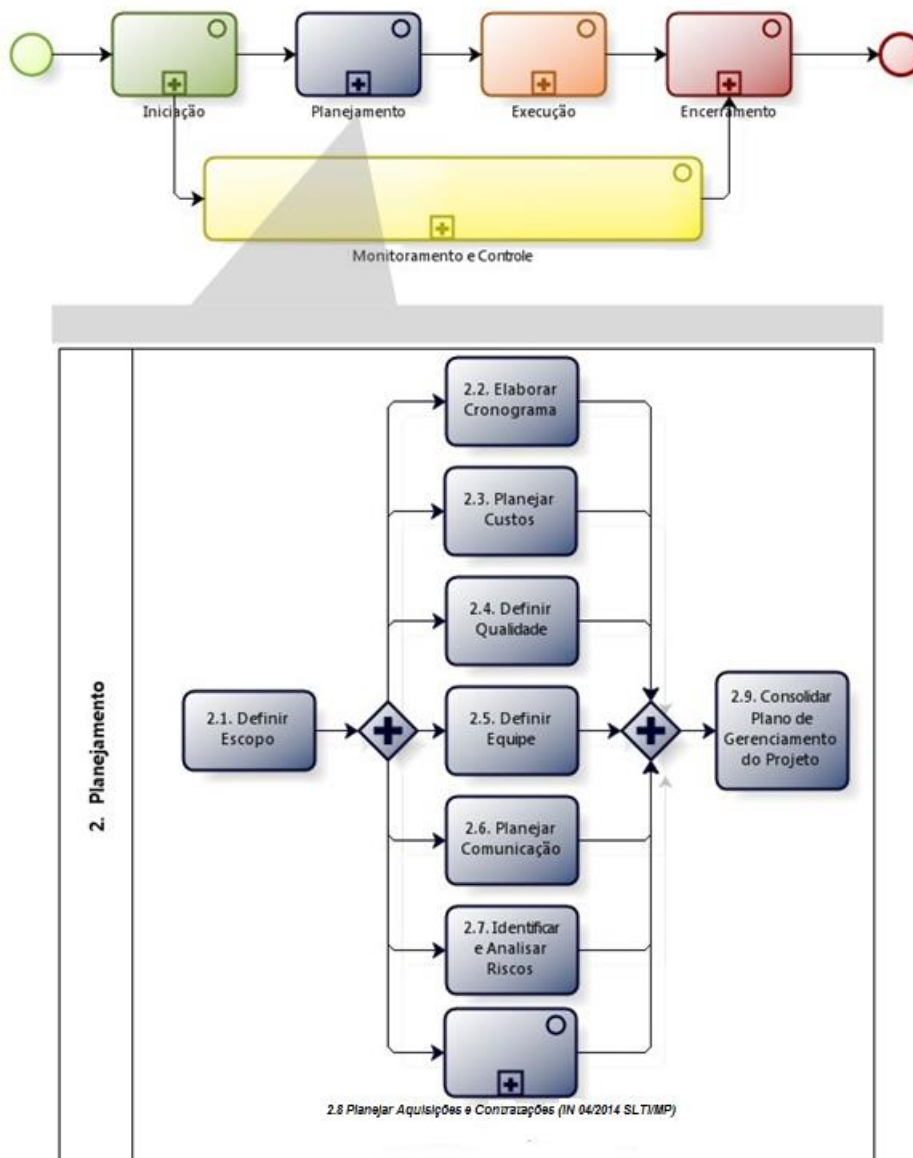 Iniciação
Planejamento
Execução
Encerramento
Monitoramento e Controle
2. Planejamento
2.1. Definir
Escopo
2.2. Elaborar
Cronograma
2.3. Planejar
Custos
2.4. Definir
Qualidade
2.5. Definir
Equipe
2.6. Planejar
Comunicação
2.7. Identificar
e Analisar
Riscos
2.8 Planejar Aquisições e Contratações (IN 04/2014 SLTI/MP)
2.9. Consolidar
Plano de
Gerenciamento
do Projeto